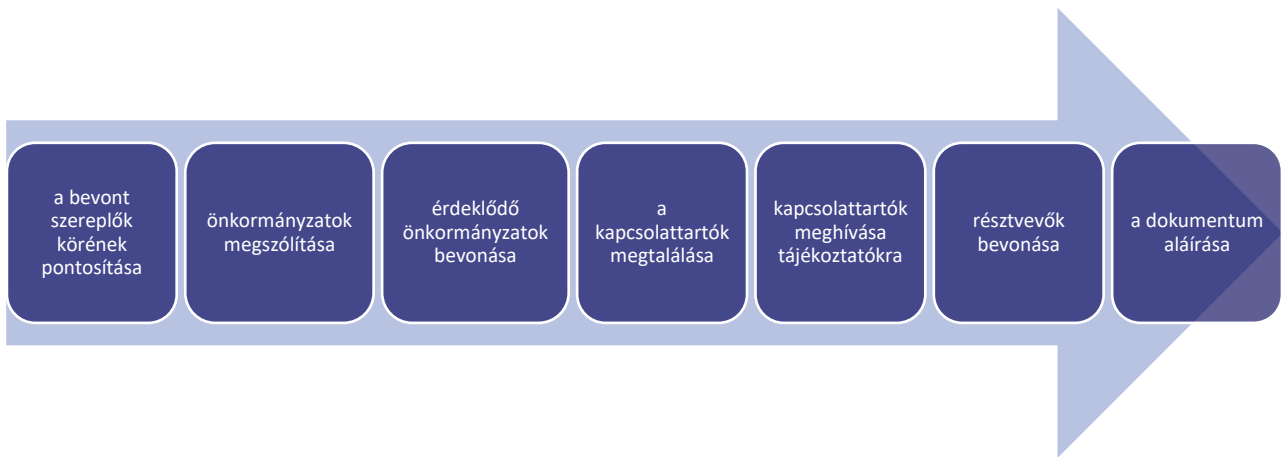 a bevont
szereplők
körének
pontosítása
önkormányzatok
megszólítása
érdeklődő
önkormányzatok
bevonása
a
kapcsolattartók
megtalálása
kapcsolattartók
meghívása
tájékoztatókra
résztvevők
bevonása
a dokumentum
aláírása